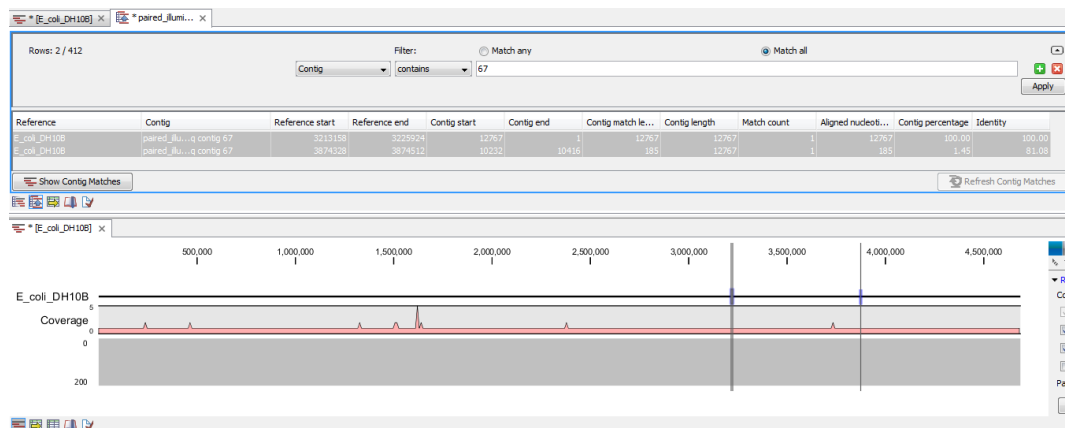 * [E_coli_DH10B] × * paired_illumi... ×
Rows: 2 / 412 Filter: Match any Match all
Contig contains 67
Apply
Reference Contig Reference start Reference end Contig start Contig end Contig match le... Contig length Match count Aligned nucleoti... Contig percentage Identity
E_coli_DH10B paired_illu...q contig 67 3213158 3225924 12767 1 12767 12767 1 12767 100.00 100.00
E_coli_DH10B paired_illu...q contig 67 3874328 3874512 10232 10416 185 12767 1 185 1.45 81.08
Show Contig Matches Refresh Contig Matches
* [E_coli_DH10B] ×
500,000 1,000,000 1,500,000 2,000,000 2,500,000 3,000,000 3,500,000 4,000,000 4,500,000
E_coli_DH10B
5
Coverage
0
0
200